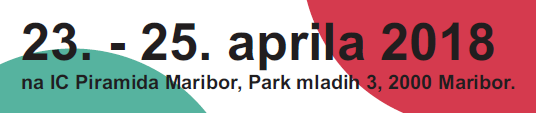 23. - 25. aprila 2018
na IC Piramida Maribor, Park mladih 3, 2000 Maribor.